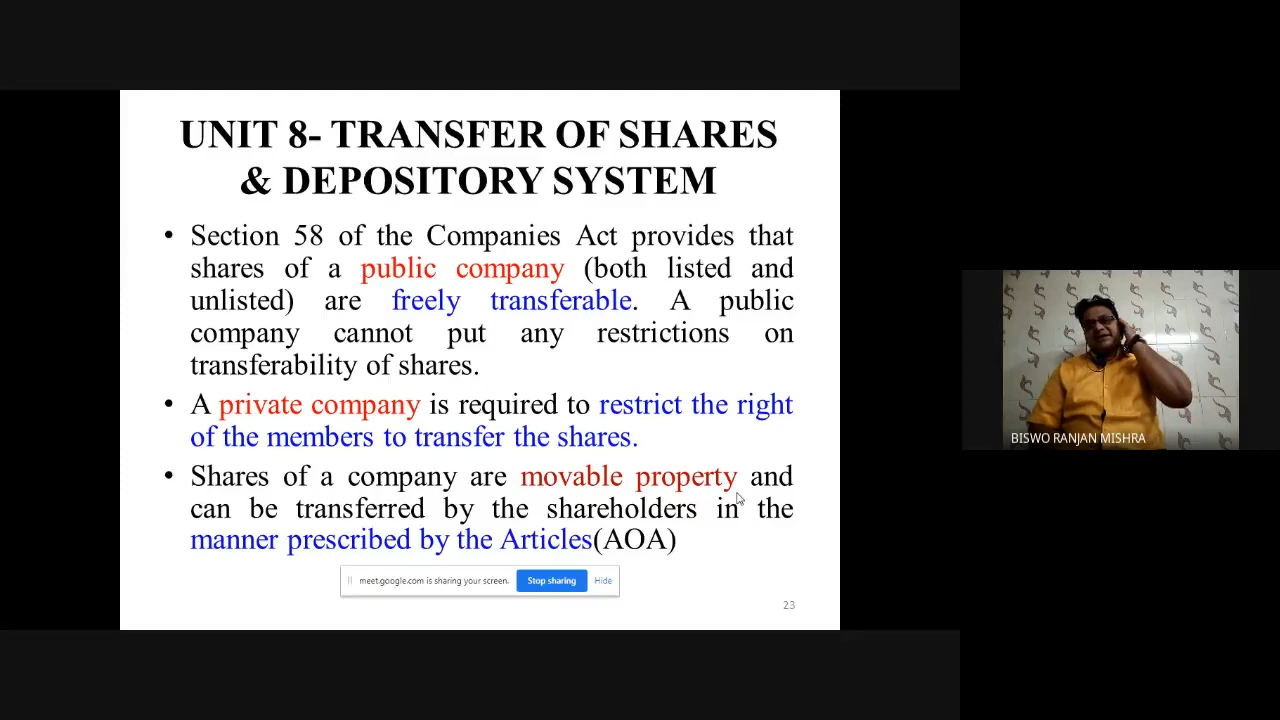 UNIT 8- TRANSFER OF SHARES
& DEPOSITORY SYSTEM
• Section 58 of the Companies Act provides that
shares of a public company (both listed and
unlisted) are freely transferable. A public
company cannot put any restrictions on
transferability of shares.
• A private company is required to restrict the right
of the members to transfer the shares.
• Shares of a company are movable property and
can be transferred by the shareholders in the
manner prescribed by the Articles(AOA)
meet.google.com is sharing your screen. Stop sharing Hide
23
BISWO RANJAN MISHRA